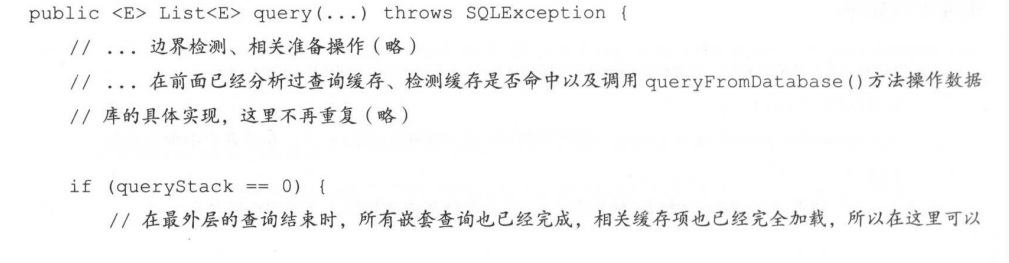 public <E> List<E> query(...) throws SQLException {
// ... 边界检测、相关准备操作(略)
// ... 在前面已经分析过查询缓存、检测缓存是否命中以及调用 queryFromDatabase()方法操作数据
// 库的具体实现，这里不再重复(略)
if (queryStack == 0) {
// 在最外层的查询结束时，所有嵌套查询也已经完成，相关缓存项也已经完全加载，所以在这里可以